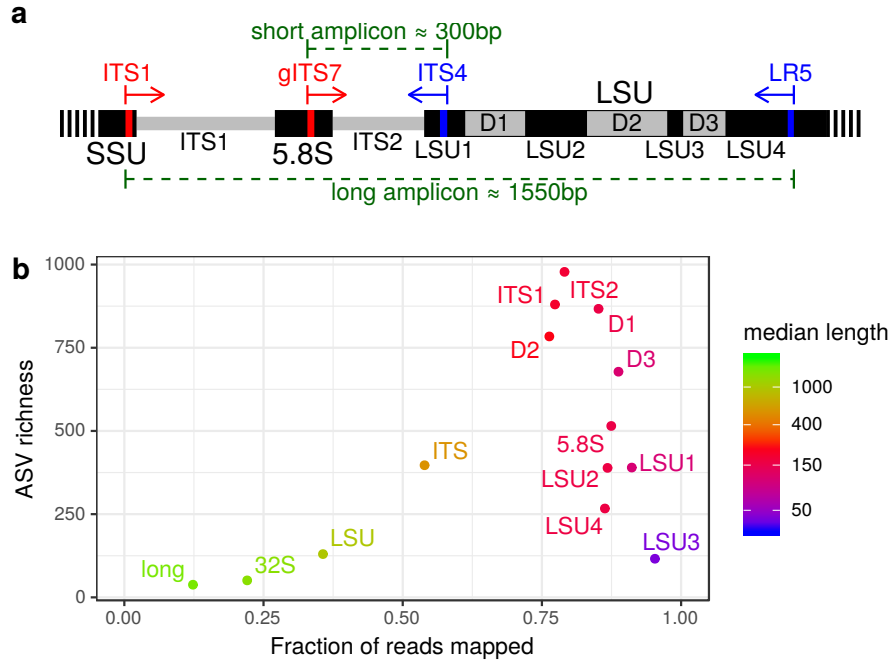 a
short amplicon ≈ 300bp
ITS1 gITS7 ITS4 LSU LR5
D1 D2 D3
SSU ITS1 5.8S ITS2 LSU1 LSU2 LSU3 LSU4
long amplicon ≈ 1550bp
b
ASV richness
1000
750
500
250
0
ITS1
ITS2
D1
D2
D3
ITS
5.8S
LSU2
LSU1
LSU4
LSU
LSU3
32S
long
0.00 0.25 0.50 0.75 1.00
Fraction of reads mapped
median length
1000
400
150
50